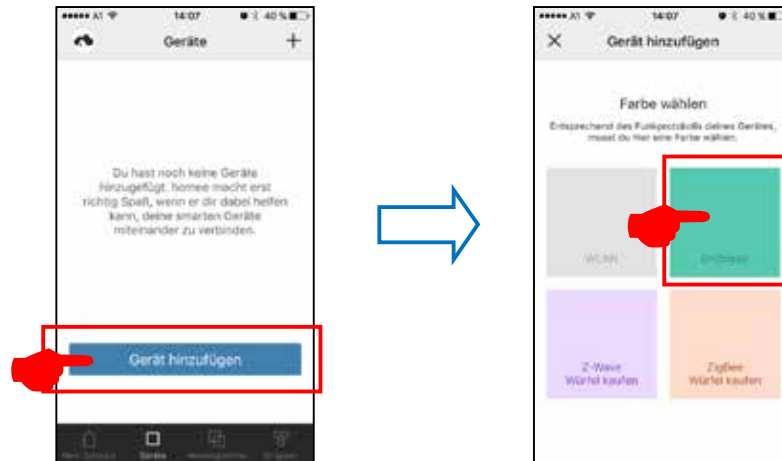 A1 14:07 40 %
Geräte
Du hast noch keine Geräte
hinzugefügt. homee macht erst
richtig Spaß, wenn er dir dabei helfen
kann, deine smarten Geräte
miteinander zu verbinden.
Gerät hinzufügen
Geräte
A1 14:07 40 %
Gerät hinzufügen
Farbe wählen
Entsprechend des Funkprotokolls deines Gerätes,
musst du hier eine Farbe wählen.
WLAN
EnOcean
Z-Wave
Würfel kaufen
ZigBee
Würfel kaufen